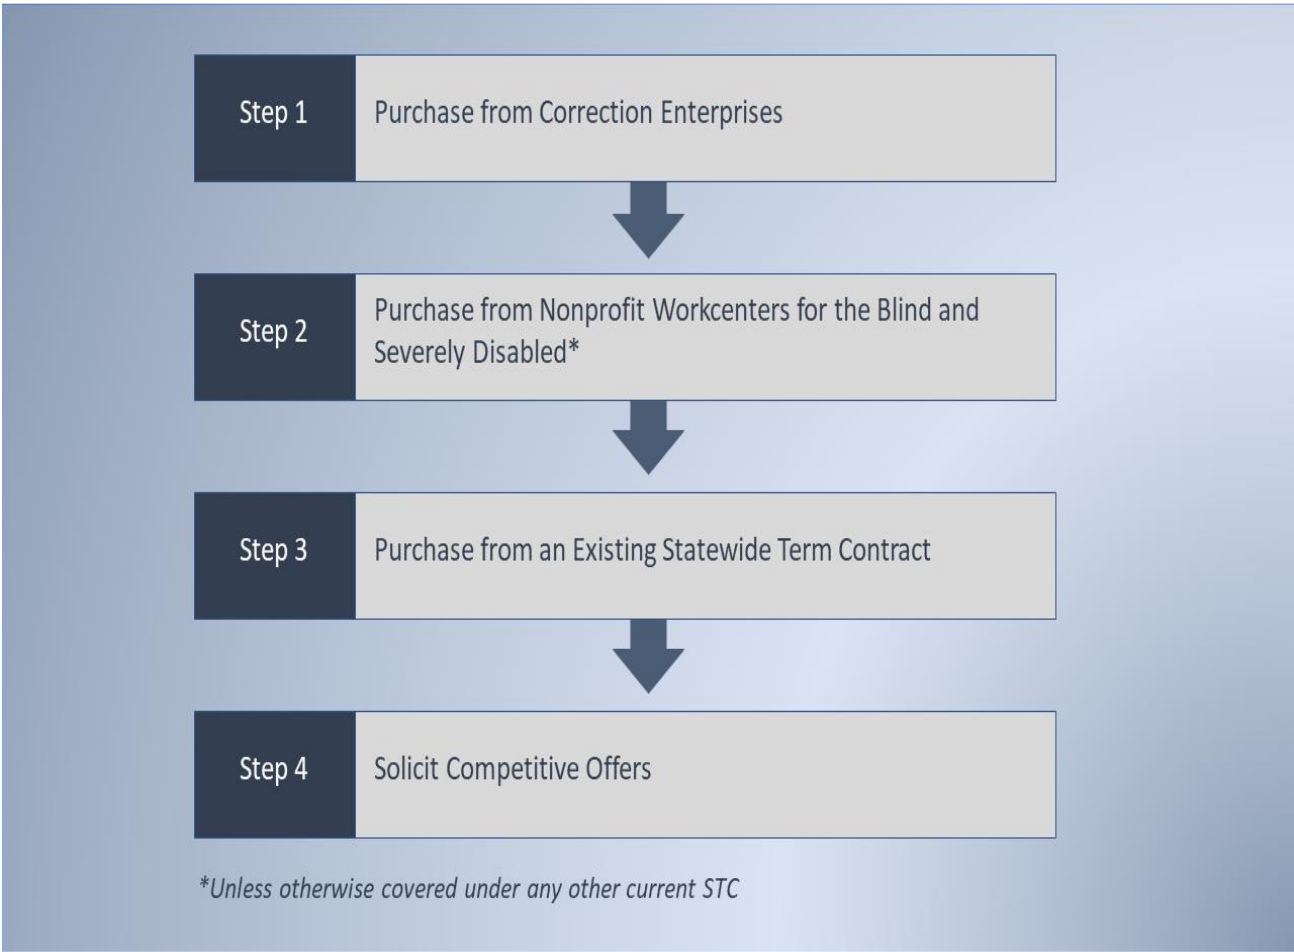 Step 1
Purchase from Correction Enterprises
Step 2
Purchase from Nonprofit Workcenters for the Blind and
Severely Disabled*
Step 3
Purchase from an Existing Statewide Term Contract
Step 4
Solicit Competitive Offers
*Unless otherwise covered under any other current STC